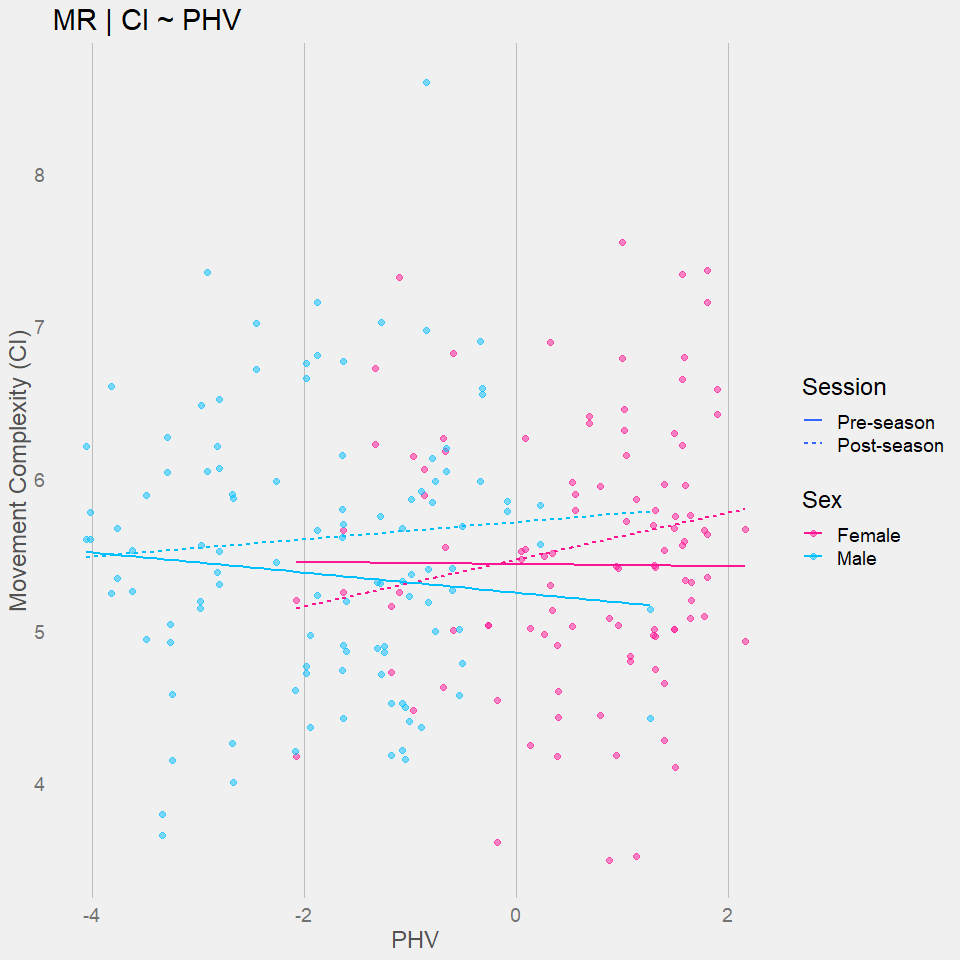 MR | CI ~ PHV
Movement Complexity (CI)
8
7
6
5
4
-4
-2
0
2
PHV
Session
Pre-season
Post-season
Sex
Female
Male